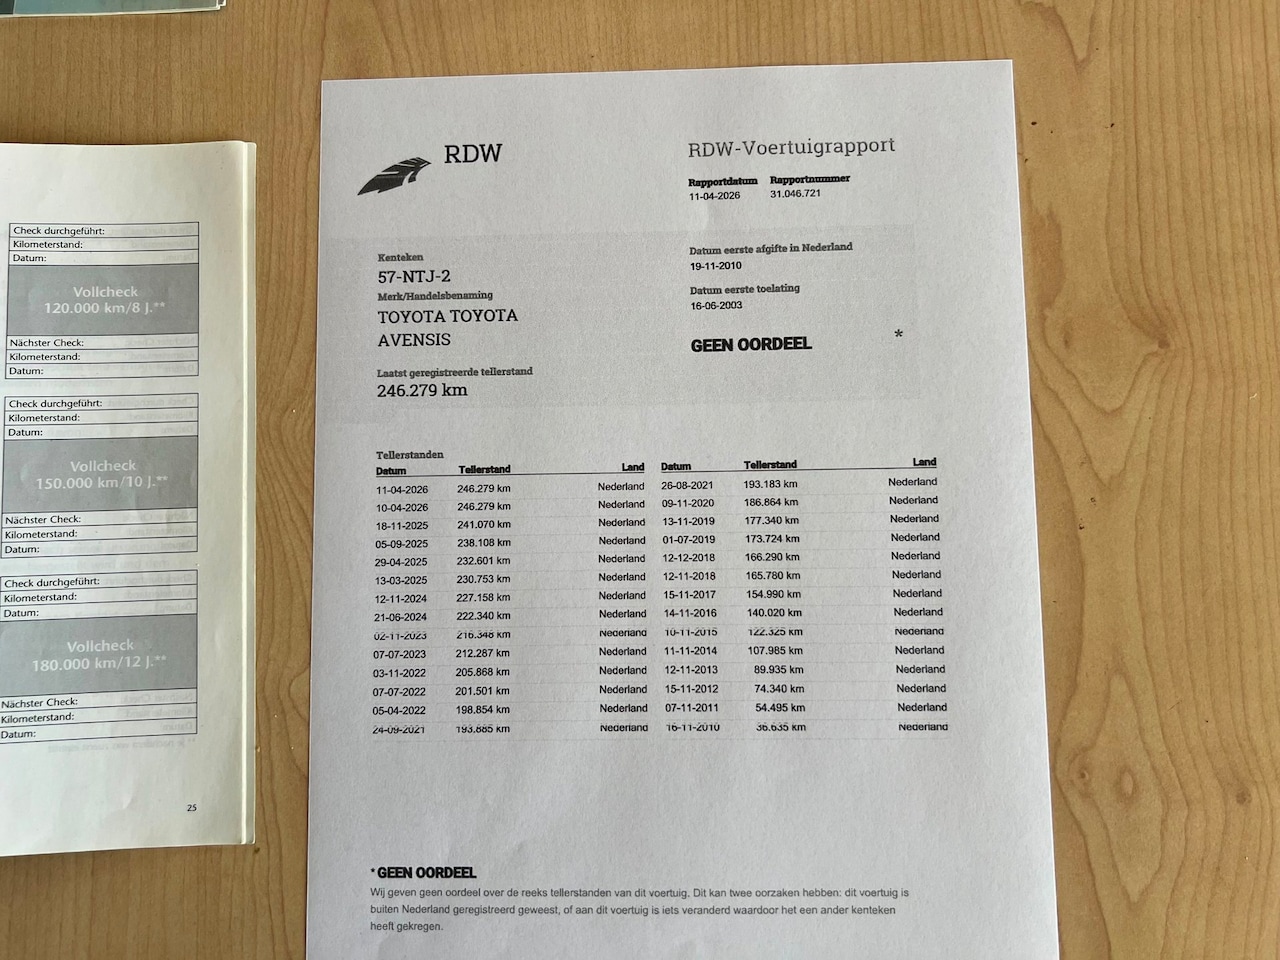 Check durchgeführt:
Kilometerstand:
Datum:
Vollcheck
120.000 km/8 J.**
Nächster Check:
Kilometerstand:
Datum:
Check durchgeführt:
Kilometerstand:
Datum:
Vollcheck
150.000 km/10 J.**
Nächster Check:
Kilometerstand:
Datum:
Check durchgeführt:
Kilometerstand:
Datum:
Vollcheck
180.000 km/12 J.**
Nächster Check:
Kilometerstand:
Datum:
25
RDW
RDW-Voertuigrapport
Rapportdatum Rapportnummer
11-04-2026 31.046.721
Kenteken
57-NTJ-2
Merk/Handelsbenaming
TOYOTA TOYOTA
AVENSIS
Laatst geregistreerde tellerstand
246.279 km
Datum eerste afgifte in Nederland
19-11-2010
Datum eerste toelating
16-06-2003
GEEN OORDEEL *
Tellerstanden
Datum Tellerstand Land Datum Tellerstand Land
11-04-2026 246.279 km Nederland 26-08-2021 193.183 km Nederland
10-04-2026 246.279 km Nederland 09-11-2020 186.864 km Nederland
18-11-2025 241.070 km Nederland 13-11-2019 177.340 km Nederland
05-09-2025 238.108 km Nederland 01-07-2019 173.724 km Nederland
29-04-2025 232.601 km Nederland 12-12-2018 166.290 km Nederland
13-03-2025 230.753 km Nederland 12-11-2018 165.780 km Nederland
12-11-2024 227.158 km Nederland 15-11-2017 154.990 km Nederland
21-06-2024 222.340 km Nederland 14-11-2016 140.020 km Nederland
02-11-2023 216.348 km Nederland 10-11-2015 122.325 km Nederland
07-07-2023 212.287 km Nederland 11-11-2014 107.985 km Nederland
03-11-2022 205.868 km Nederland 12-11-2013 89.935 km Nederland
07-07-2022 201.501 km Nederland 15-11-2012 74.340 km Nederland
05-04-2022 198.854 km Nederland 07-11-2011 54.495 km Nederland
24-09-2021 193.885 km Nederland 16-11-2010 36.635 km Nederland
* GEEN OORDEEL
Wij geven geen oordeel over de reeks tellerstanden van dit voertuig. Dit kan twee oorzaken hebben: dit voertuig is
buiten Nederland geregistreerd geweest, of aan dit voertuig is iets veranderd waardoor het een ander kenteken
heeft gekregen.